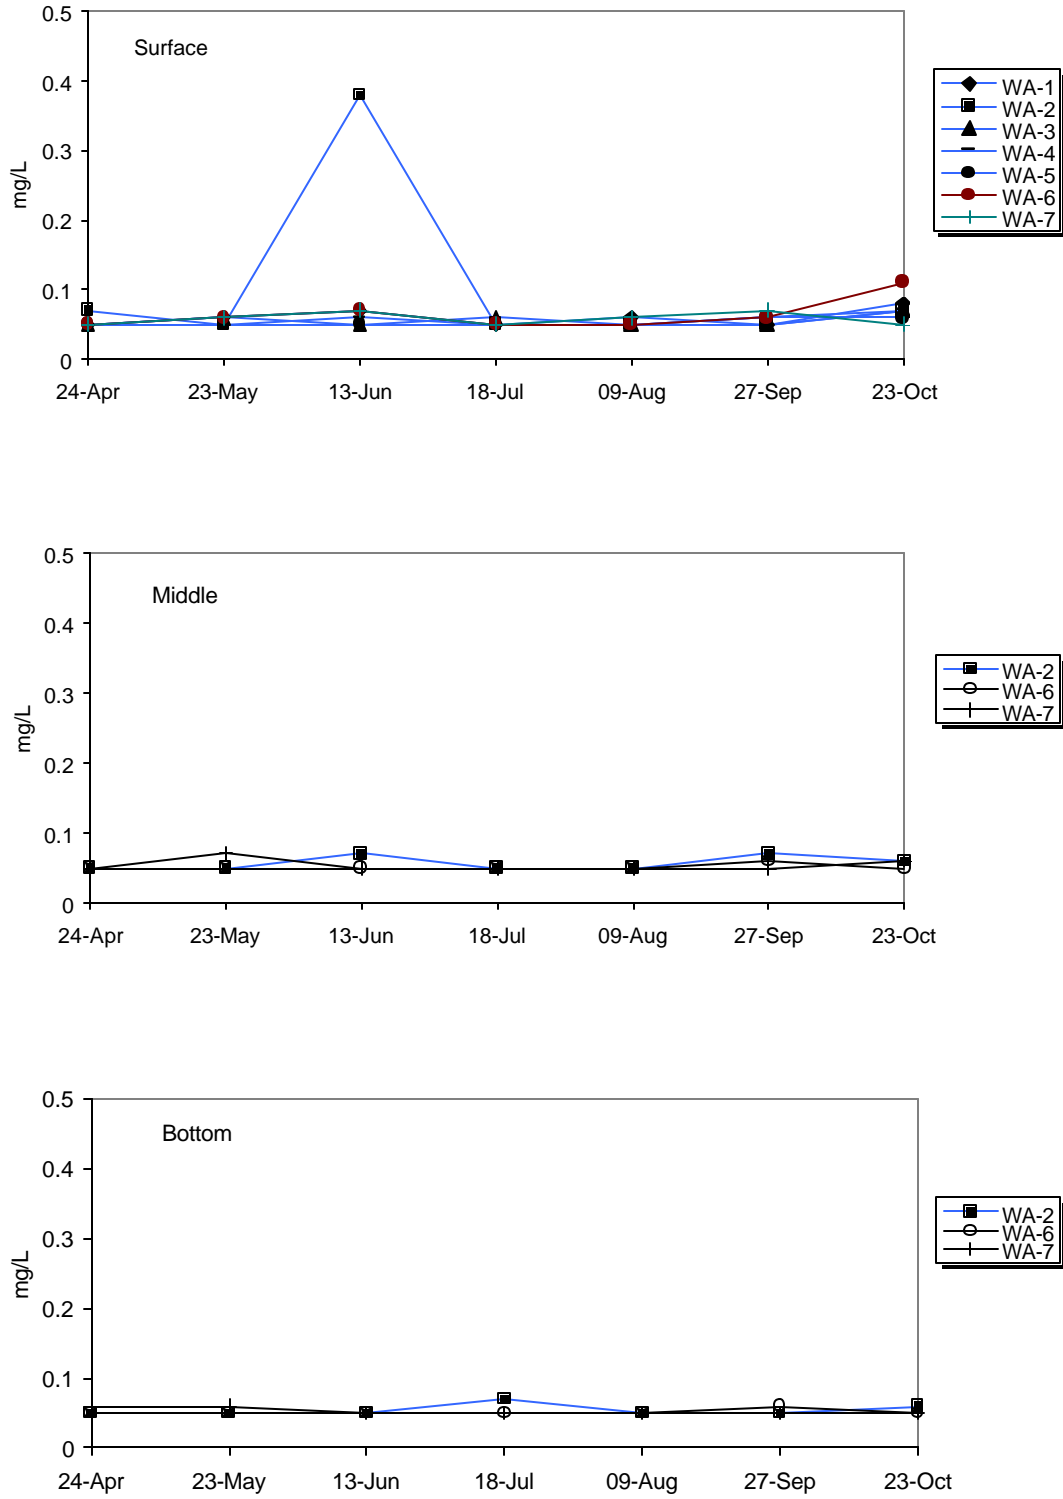 0.5
Surface
0.4
0.3
mg/L
0.2
0.1
0
24-Apr 23-May 13-Jun 18-Jul 09-Aug 27-Sep 23-Oct
WA-1
WA-2
WA-3
WA-4
WA-5
WA-6
WA-7
0.5
Middle
0.4
0.3
mg/L
0.2
0.1
0
24-Apr 23-May 13-Jun 18-Jul 09-Aug 27-Sep 23-Oct
WA-2
WA-6
WA-7
0.5
Bottom
0.4
0.3
mg/L
0.2
0.1
0
24-Apr 23-May 13-Jun 18-Jul 09-Aug 27-Sep 23-Oct
WA-2
WA-6
WA-7